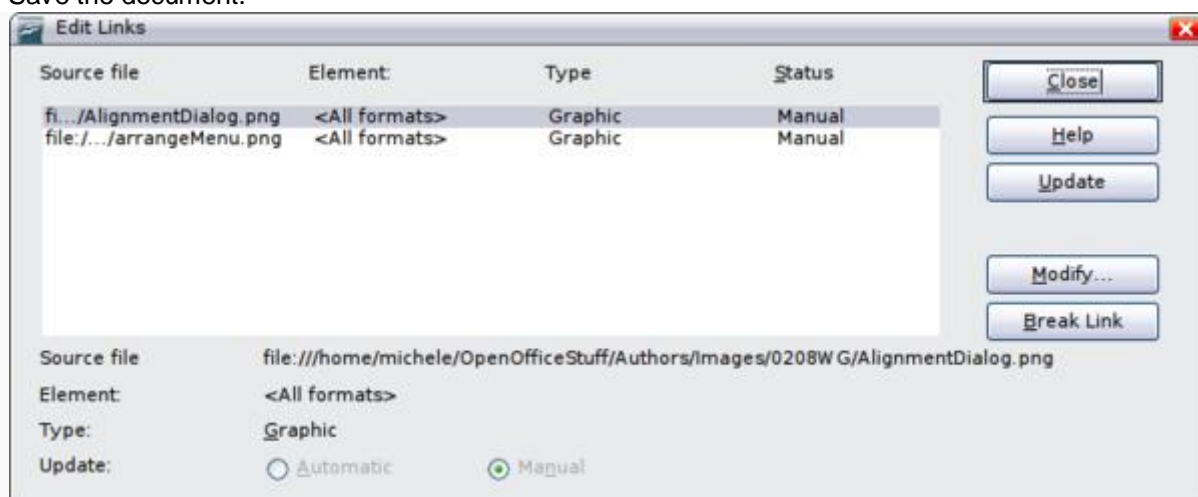 Save the document.
Edit Links
Source file Element: Type Status
Close
fi.../AlignmentDialog.png <All formats> Graphic Manual
file:/.../arrangeMenu.png <All formats> Graphic Manual
Help
Update
Modify...
Break Link
Source file file:///home/michele/OpenOfficeStuff/Authors/Images/0208WG/AlignmentDialog.png
Element: <All formats>
Type: Graphic
Update: Automatic Manual